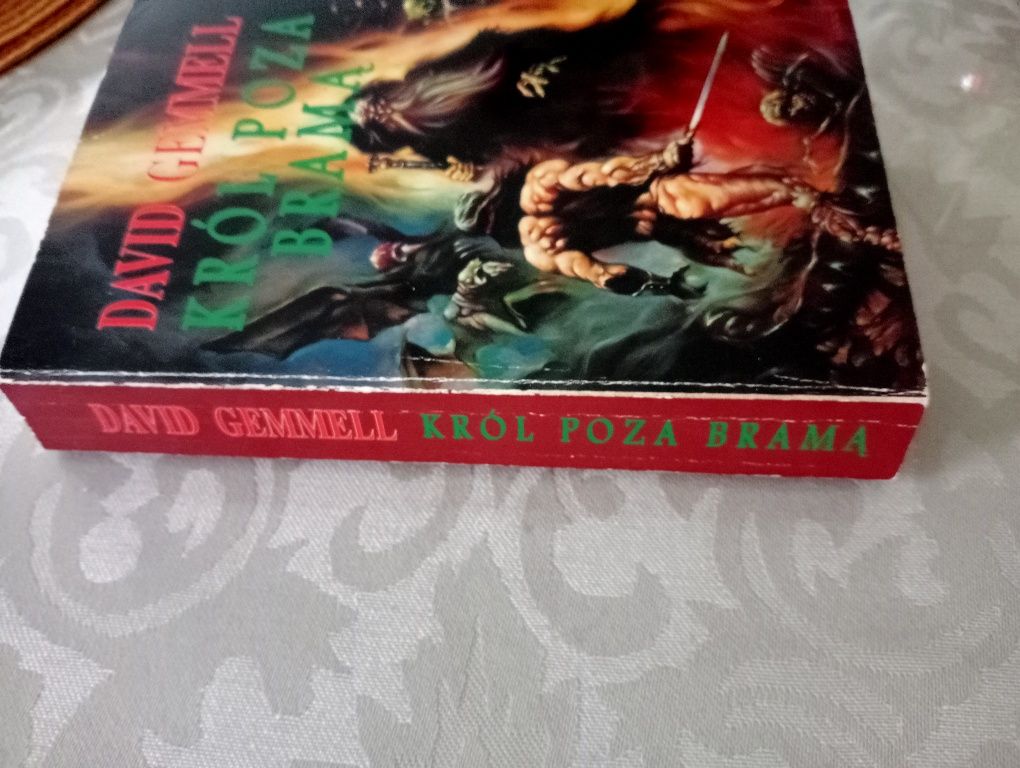 DAVID GEMMELL
KRÓL POZA
BRAMĄ
DAVID GEMMELL KRÓL POZA BRAMĄ